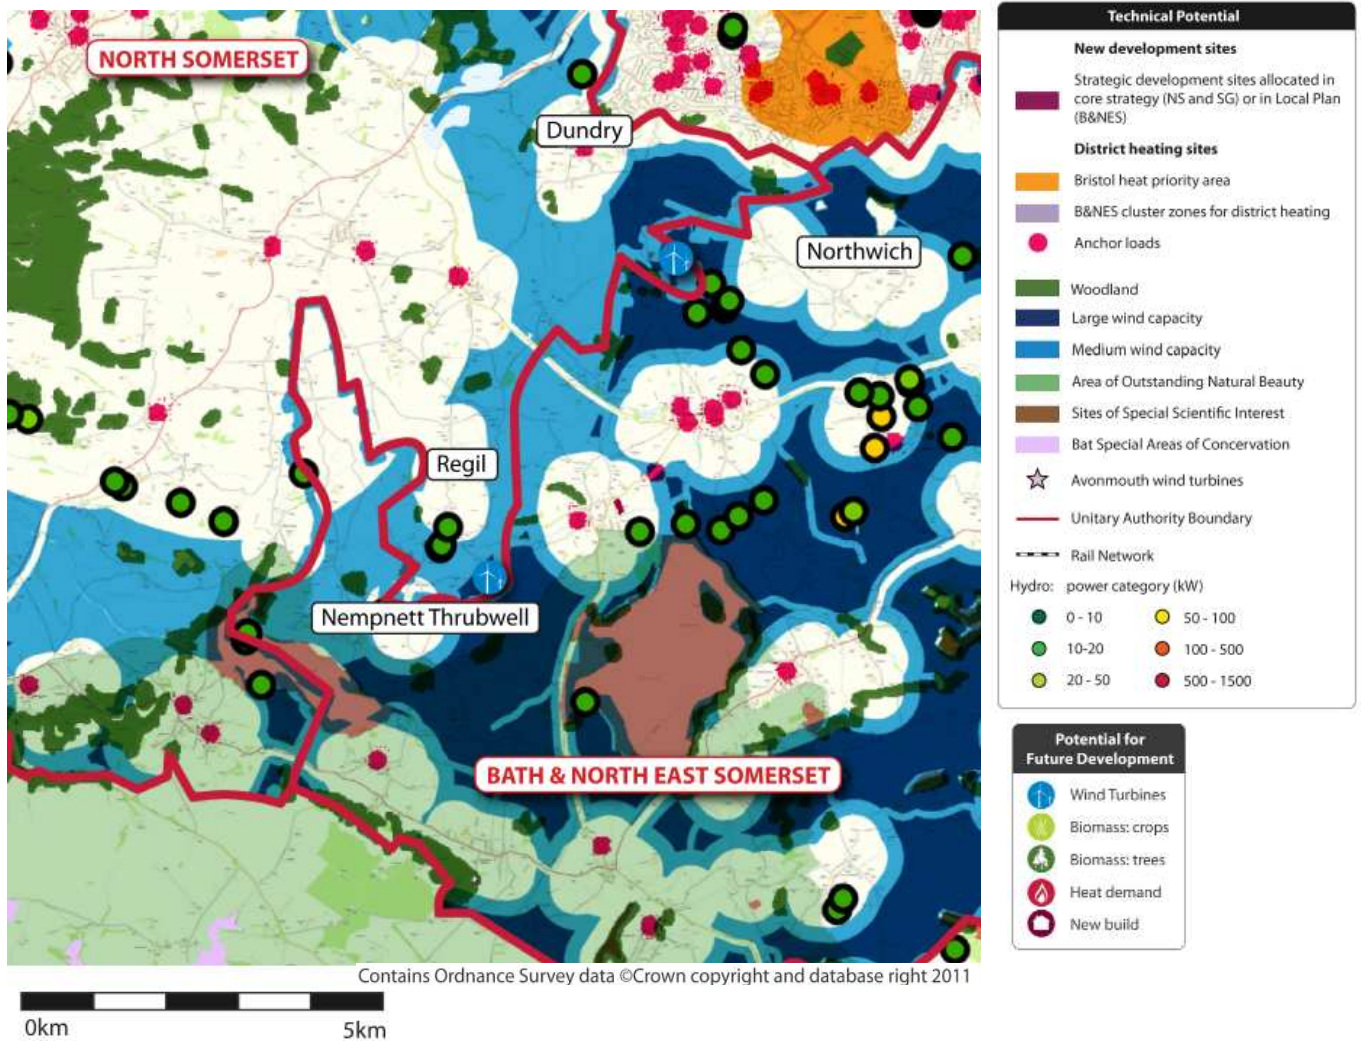 NORTH SOMERSET
Dundry
Northwich
Regil
Nempnett Thrubwell
BATH & NORTH EAST SOMERSET
Contains Ordnance Survey data ©Crown copyright and database right 2011
0km
5km
Technical Potential
New development sites
Strategic development sites allocated in
core strategy (NS and SG) or in Local Plan
(B&NES)
District heating sites
Bristol heat priority area
B&NES cluster zones for district heating
Anchor loads
Woodland
Large wind capacity
Medium wind capacity
Area of Outstanding Natural Beauty
Sites of Special Scientific Interest
Bat Special Areas of Concervation
Avonmouth wind turbines
Unitary Authority Boundary
Rail Network
Hydro: power category (kW)
0 - 10
50 - 100
10-20
100 - 500
20 - 50
500 - 1500
Potential for
Future Development
Wind Turbines
Biomass: crops
Biomass: trees
Heat demand
New build